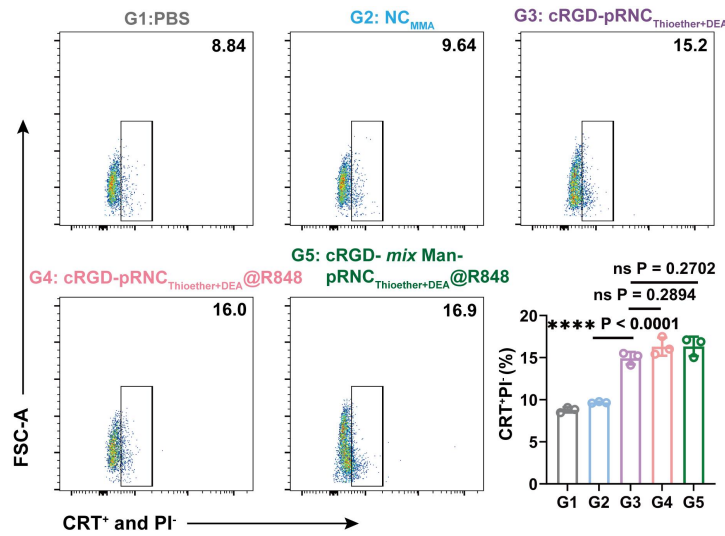 G1:PBS
8.84
G2: NCMMA
9.64
G3: cRGD-pRNCThioether+DEA
15.2
G4: cRGD-pRNCThioether+DEA@R848
16.0
G5: cRGD- mix Man-
pRNCThioether+DEA@R848
16.9
FSC-A
CRT+ and PI-
ns P = 0.2702
ns P = 0.2894
**** P < 0.0001
CRT+PI- (%)
20
15
10
5
0
G1 G2 G3 G4 G5